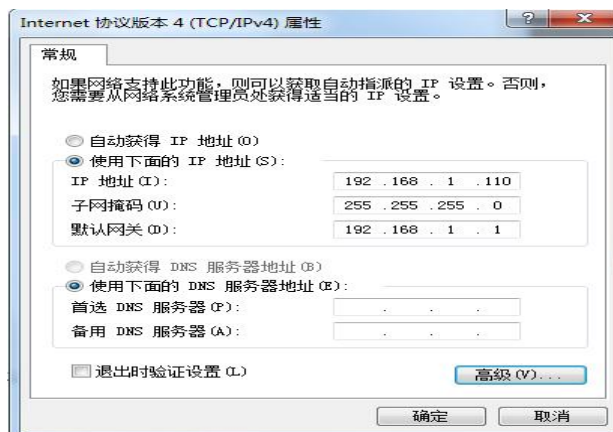 Internet 协议版本 4 (TCP/IPv4) 属性
常规
如果网络支持此功能，则可以获取自动指派的 IP 设置。否则，
您需要从网络系统管理员处获得适当的 IP 设置。
自动获得 IP 地址(O)
使用下面的 IP 地址(S):
IP 地址(I): 192 .168 . 1 .110
子网掩码(U): 255 .255 .255 . 0
默认网关(D): 192 .168 . 1 . 1
自动获得 DNS 服务器地址(B)
使用下面的 DNS 服务器地址(E):
首选 DNS 服务器(P): . . .
备用 DNS 服务器(A): . . .
退出时验证设置(L)
高级(V)...
确定 取消